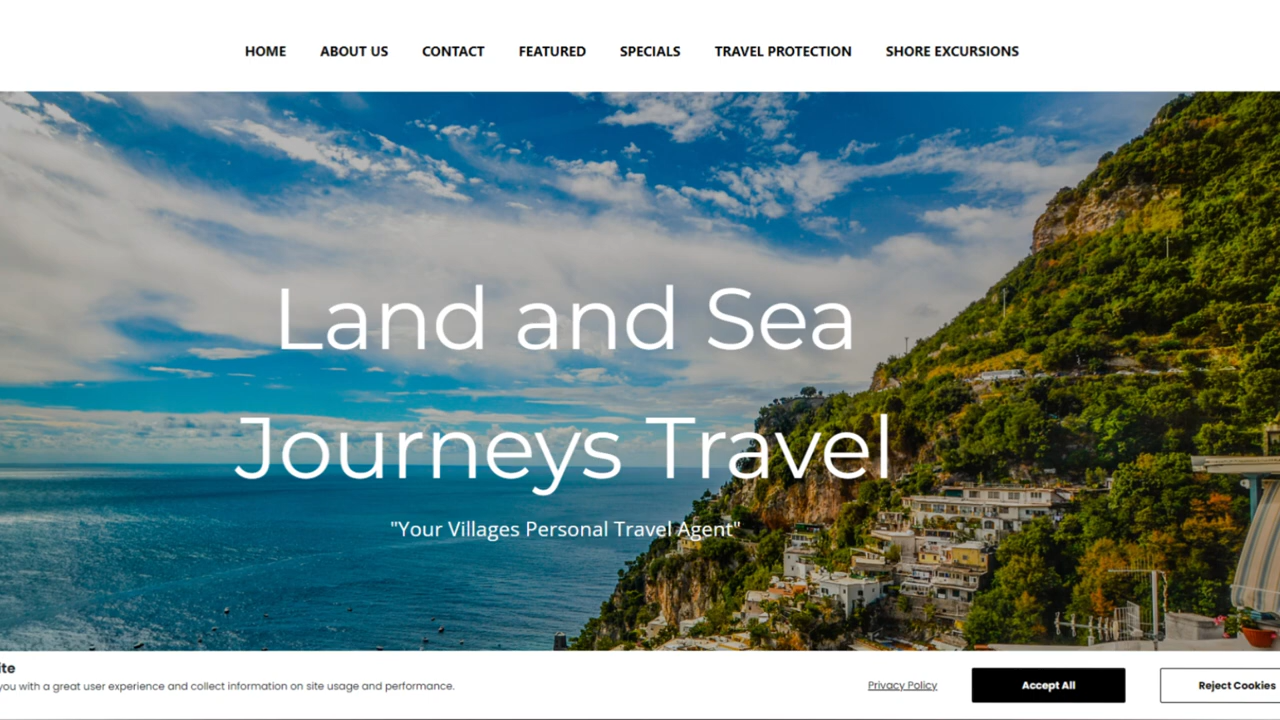 HOME ABOUT US CONTACT FEATURED SPECIALS TRAVEL PROTECTION SHORE EXCURSIONS
Land and Sea
Journeys Travel
"Your Villages Personal Travel Agent"
you with a great user experience and collect information on site usage and performance.
Privacy Policy
Accept All
Reject Cookies